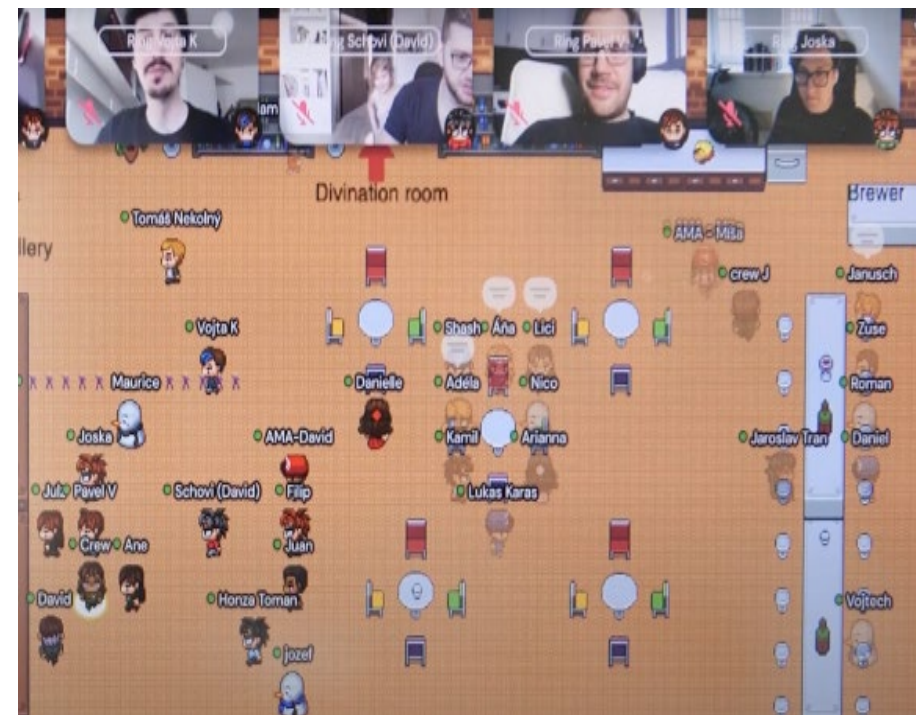 Ring Vojta K
Ring Schovi (David)
Ring Pavel V
Ring Joska
Divination room
Brewer
Tomáš Nekolný
AMA - Míša
llery
crew J
Janusch
Vojta K
Shash
Áňa
Lici
Zuse
Maurice
Danielle
Adéla
Nico
Roman
Joska
AMA-David
Kamil
Arianna
Jaroslav Tran
Daniel
Pavel V
Schovi (David)
Filip
Lukas Karas
Crew
Ane
Juan
David
Honza Toman
Vojtech
jozef